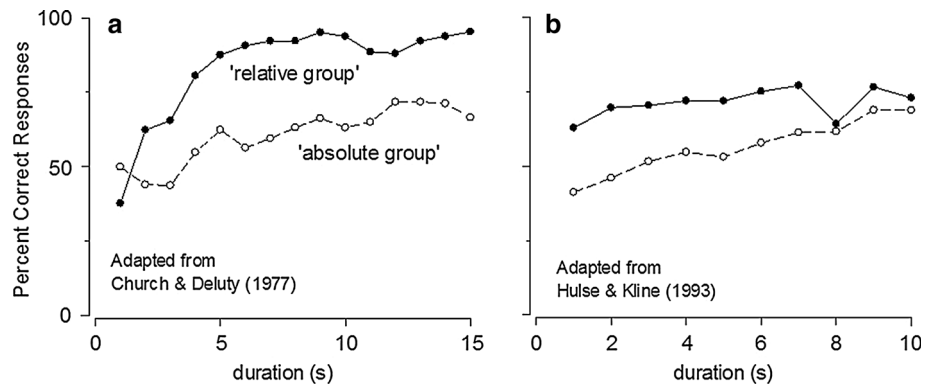 a
b
100
50
0
Percent Correct Responses
'relative group'
'absolute group'
Adapted from
Church & Deluty (1977)
0 5 10 15
duration (s)
Adapted from
Hulse & Kline (1993)
0 2 4 6 8 10
duration (s)